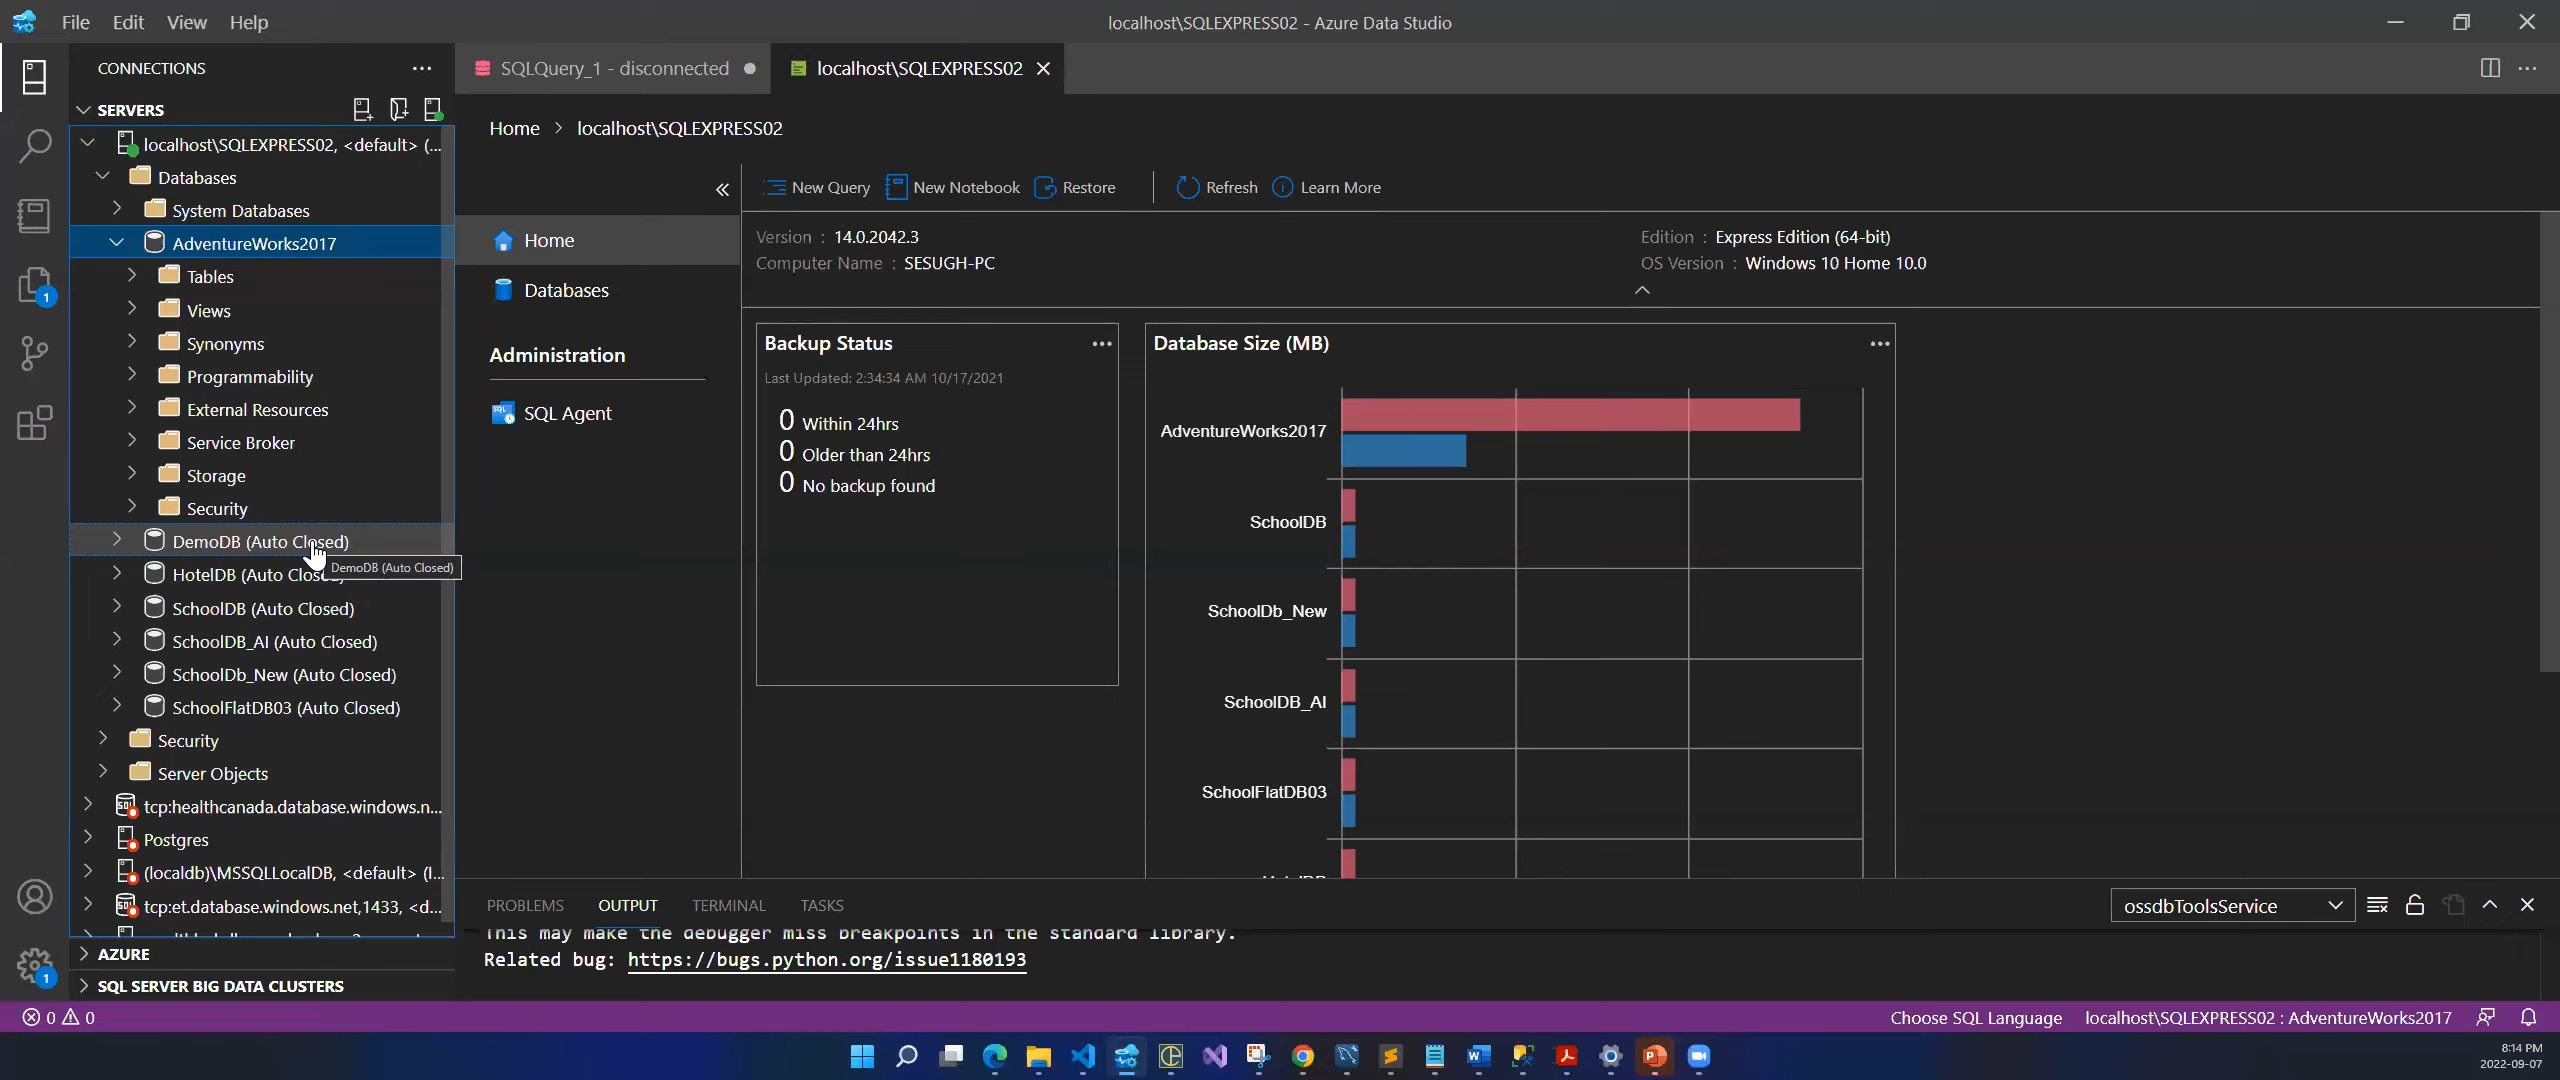 File Edit View Help
localhost\SQLEXPRESS02 - Azure Data Studio
CONNECTIONS
SERVERS
localhost\SQLEXPRESS02, <default> (...
Databases
System Databases
AdventureWorks2017
Tables
Views
Synonyms
Programmability
External Resources
Service Broker
Storage
Security
DemoDB (Auto Closed)
DemoDB (Auto Closed)
HotelDB (Auto
SchoolDB (Auto Closed)
SchoolDB_AI (Auto Closed)
SchoolDb_New (Auto Closed)
SchoolFlatDB03 (Auto Closed)
Security
Server Objects
tcp:healthcanada.database.windows.n...
Postgres
(localdb)\MSSQLLocalDB, <default> (l...
tcp:et.database.windows.net,1433, <d...
AZURE
SQL SERVER BIG DATA CLUSTERS
SQLQuery_1 - disconnected
localhost\SQLEXPRESS02
Home > localhost\SQLEXPRESS02
New Query New Notebook Restore Refresh Learn More
Home
Databases
Administration
SQL Agent
Version : 14.0.2042.3
Computer Name : SESUGH-PC
Edition : Express Edition (64-bit)
OS Version : Windows 10 Home 10.0
Backup Status
Last Updated: 2:34:34 AM 10/17/2021
0 Within 24hrs
0 Older than 24hrs
0 No backup found
Database Size (MB)
AdventureWorks2017
SchoolDB
SchoolDb_New
SchoolDB_AI
SchoolFlatDB03
PROBLEMS OUTPUT TERMINAL TASKS
ossdbToolsService
This may make the debugger miss breakpoints in the standard library.
Related bug: https://bugs.python.org/issue1180193
1
1
0 0
Choose SQL Language
localhost\SQLEXPRESS02 : AdventureWorks2017
8:14 PM
2022-09-07